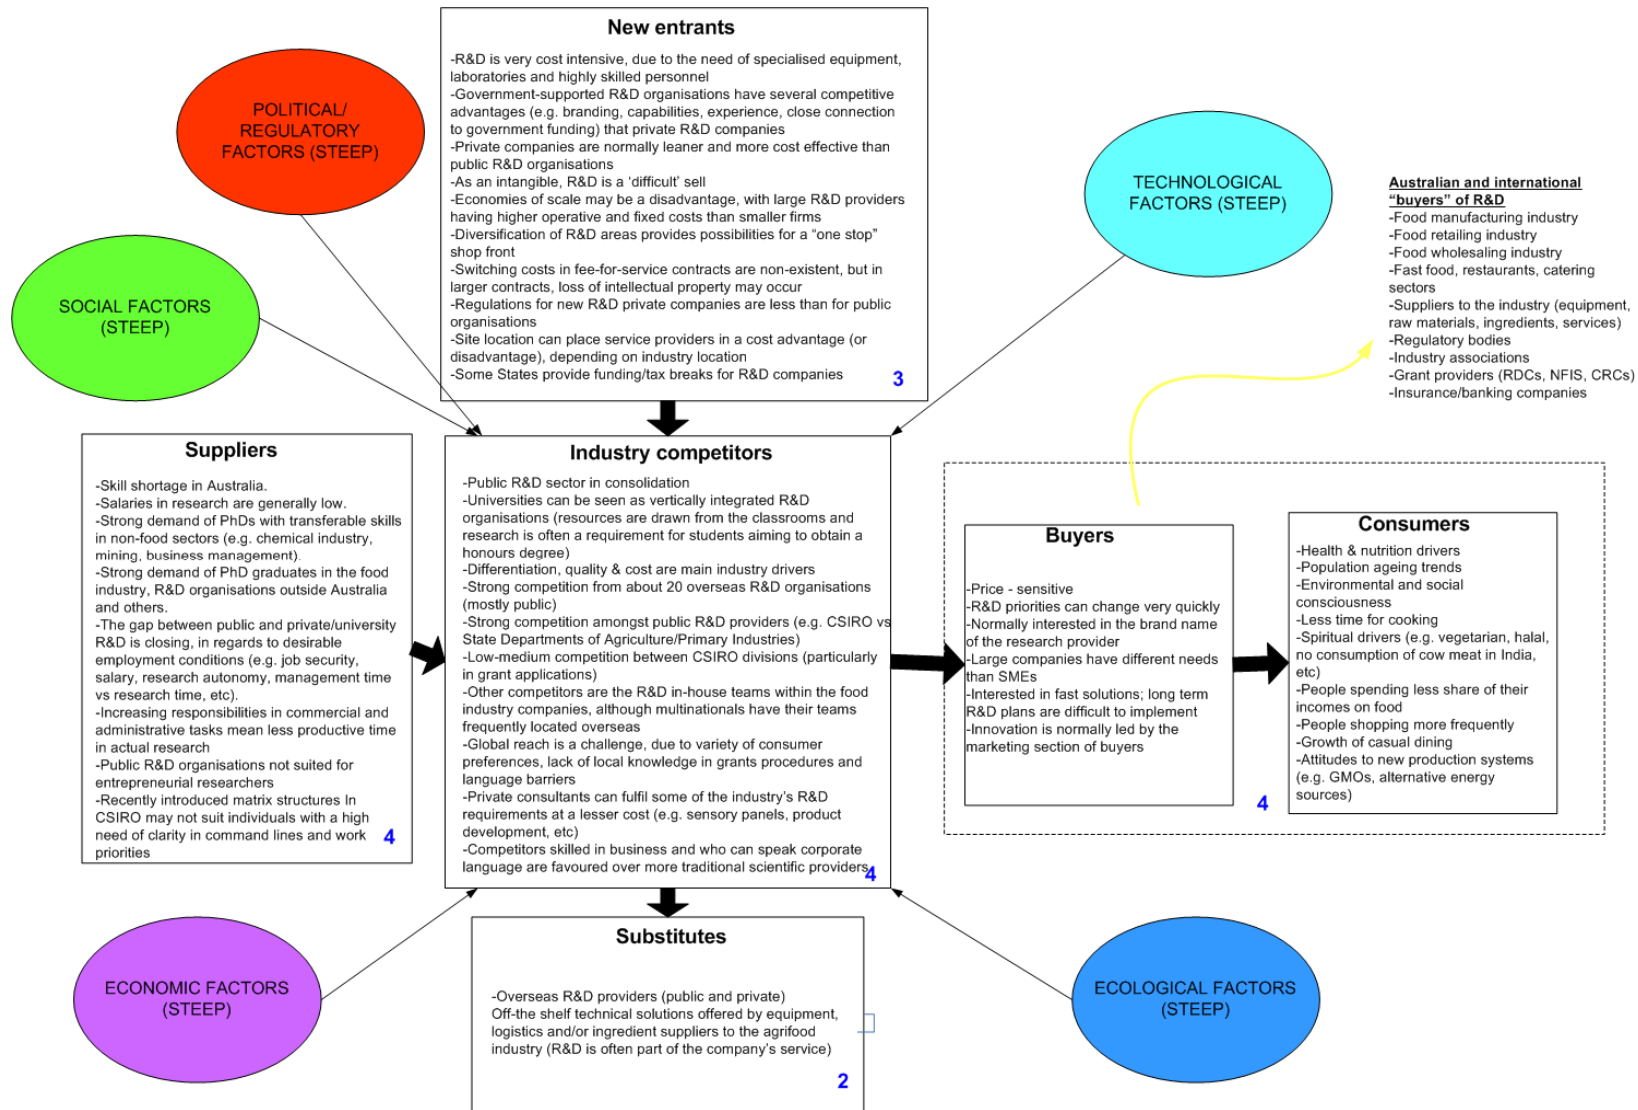 New entrants
-R&D is very cost intensive, due to the need of specialised equipment,
laboratories and highly skilled personnel
-Government-supported R&D organisations have several competitive
advantages (e.g. branding, capabilities, experience, close connection
to government funding) that private R&D companies
-Private companies are normally leaner and more cost effective than
public R&D organisations
-As an intangible, R&D is a ‘difficult’ sell
-Economies of scale may be a disadvantage, with large R&D providers
having higher operative and fixed costs than smaller firms
-Diversification of R&D areas provides possibilities for a “one stop”
shop front
-Switching costs in fee-for-service contracts are non-existent, but in
larger contracts, loss of intellectual property may occur
-Regulations for new R&D private companies are less than for public
organisations
-Site location can place service providers in a cost advantage (or
disadvantage), depending on industry location
-Some States provide funding/tax breaks for R&D companies
3
POLITICAL/
REGULATORY
FACTORS (STEEP)
SOCIAL FACTORS
(STEEP)
TECHNOLOGICAL
FACTORS (STEEP)
Australian and international
“buyers” of R&D
-Food manufacturing industry
-Food retailing industry
-Food wholesaling industry
-Fast food, restaurants, catering
sectors
-Suppliers to the industry (equipment,
raw materials, ingredients, services)
-Regulatory bodies
-Industry associations
-Grant providers (RDCs, NFIS, CRCs)
-Insurance/banking companies
Suppliers
-Skill shortage in Australia.
-Salaries in research are generally low.
-Strong demand of PhDs with transferable skills
in non-food sectors (e.g. chemical industry,
mining, business management).
-Strong demand of PhD graduates in the food
industry, R&D organisations outside Australia
and others.
-The gap between public and private/university
R&D is closing, in regards to desirable
employment conditions (e.g. job security,
salary, research autonomy, management time
vs research time, etc).
-Increasing responsibilities in commercial and
administrative tasks mean less productive time
in actual research
-Public R&D organisations not suited for
entrepreneurial researchers
-Recently introduced matrix structures In
CSIRO may not suit individuals with a high
need of clarity in command lines and work
priorities
4
Industry competitors
-Public R&D sector in consolidation
-Universities can be seen as vertically integrated R&D
organisations (resources are drawn from the classrooms and
research is often a requirement for students aiming to obtain a
honours degree)
-Differentiation, quality & cost are main industry drivers
-Strong competition from about 20 overseas R&D organisations
(mostly public)
-Strong competition amongst public R&D providers (e.g. CSIRO vs
State Departments of Agriculture/Primary Industries)
-Low-medium competition between CSIRO divisions (particularly
in grant applications)
-Other competitors are the R&D in-house teams within the food
industry companies, although multinationals have their teams
frequently located overseas
-Global reach is a challenge, due to variety of consumer
preferences, lack of local knowledge in grants procedures and
language barriers
-Private consultants can fulfil some of the industry’s R&D
requirements at a lesser cost (e.g. sensory panels, product
development, etc)
-Competitors skilled in business and who can speak corporate
language are favoured over more traditional scientific providers
4
Buyers
-Price - sensitive
-R&D priorities can change very quickly
-Normally interested in the brand name
of the research provider
-Large companies have different needs
than SMEs
-Interested in fast solutions; long term
R&D plans are difficult to implement
-Innovation is normally led by the
marketing section of buyers
4
Consumers
-Health & nutrition drivers
-Population ageing trends
-Environmental and social
consciousness
-Less time for cooking
-Spiritual drivers (e.g. vegetarian, halal,
no consumption of cow meat in India,
etc)
-People spending less share of their
incomes on food
-People shopping more frequently
-Growth of casual dining
-Attitudes to new production systems
(e.g. GMOs, alternative energy
sources)
Substitutes
-Overseas R&D providers (public and private)
Off-the shelf technical solutions offered by equipment,
logistics and/or ingredient suppliers to the agrifood
industry (R&D is often part of the company’s service)
2
ECONOMIC FACTORS
(STEEP)
ECOLOGICAL FACTORS
(STEEP)